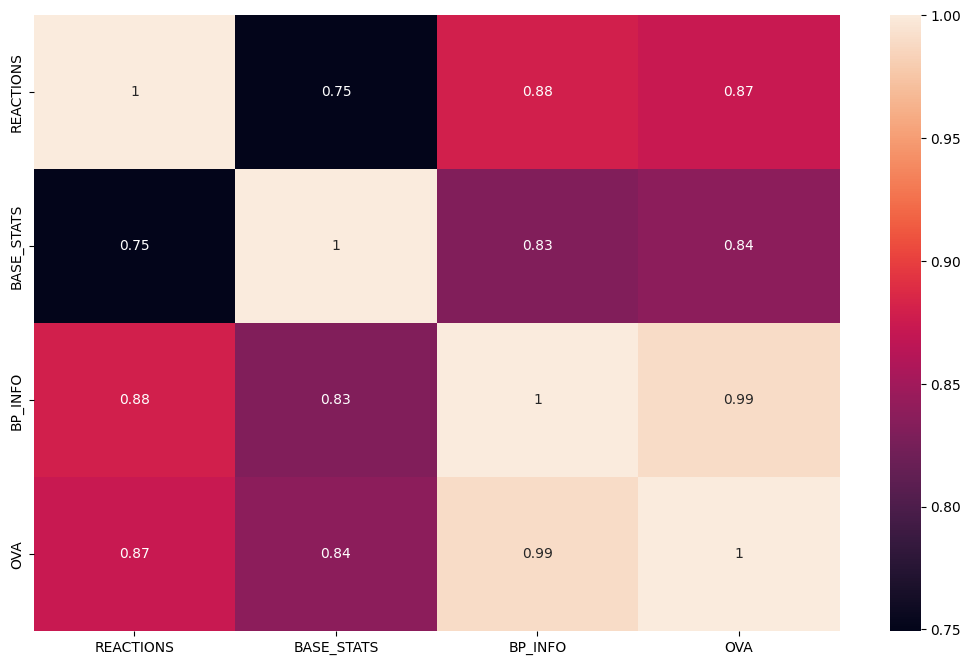 REACTIONS 1 0.75 0.88 0.87
BASE_STATS 0.75 1 0.83 0.84
BP_INFO 0.88 0.83 1 0.99
OVA 0.87 0.84 0.99 1
REACTIONS BASE_STATS BP_INFO OVA
1.00
0.95
0.90
0.85
0.80
0.75